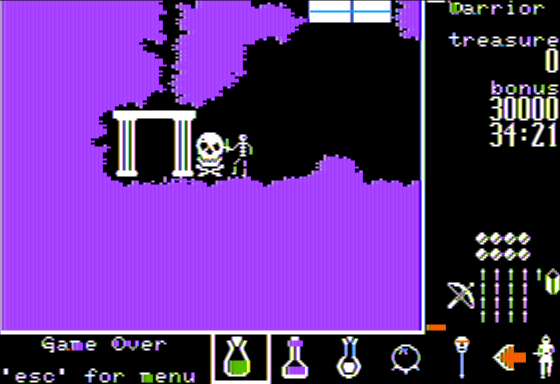 Warrior
treasure
0
bonus
30000
34:21
Game Over
'esc' for menu